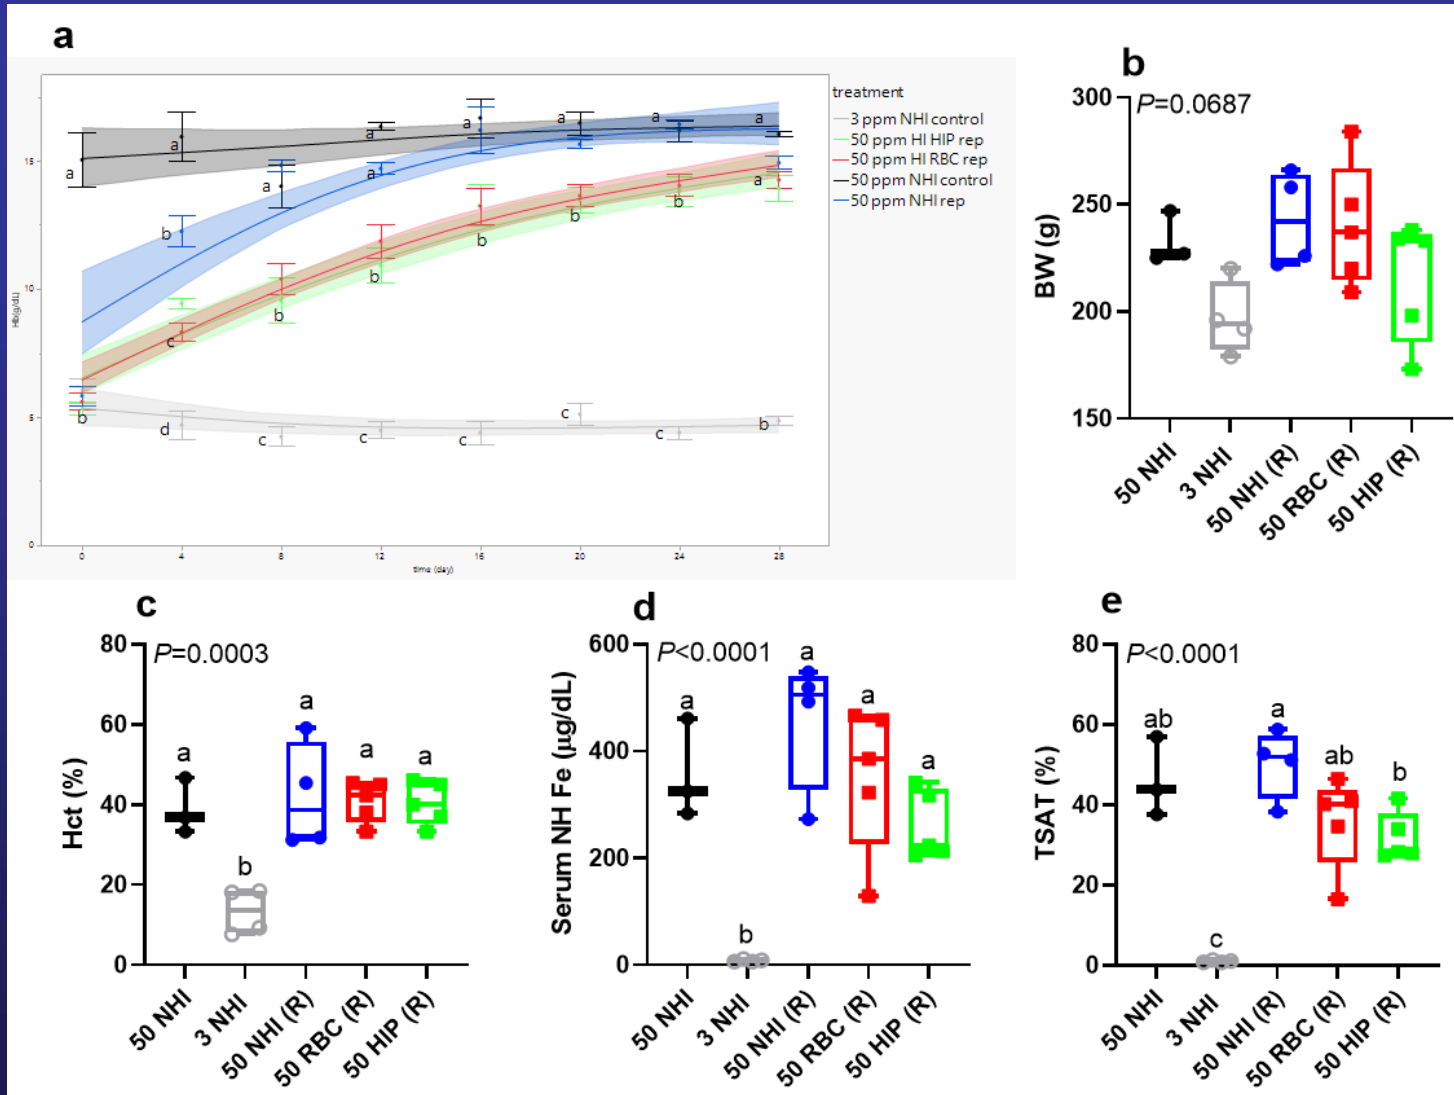 a
treatment
3 ppm NHI control
50 ppm HI HIP rep
50 ppm HI RBC rep
50 ppm NHI control
50 ppm NHI rep
Hb(g/dL)
15
10
5
0
a
a
a
a
a
a
a
a
b
a
b
b
b
b
b
b
a
c
b
d
c
c
c
c
c
b
0
4
8
12
16
20
24
28
time (day)
b
P=0.0687
BW (g)
300
250
200
150
50 NHI
3 NHI
50 NHI (R)
50 RBC (R)
50 HIP (R)
c
P=0.0003
Hct (%)
80
60
40
20
0
a
b
a
a
a
50 NHI
3 NHI
50 NHI (R)
50 RBC (R)
50 HIP (R)
d
P<0.0001
Serum NH Fe (µg/dL)
600
400
200
0
a
b
a
a
a
50 NHI
3 NHI
50 NHI (R)
50 RBC (R)
50 HIP (R)
e
P<0.0001
TSAT (%)
80
60
40
20
0
ab
c
a
ab
b
50 NHI
3 NHI
50 NHI (R)
50 RBC (R)
50 HIP (R)